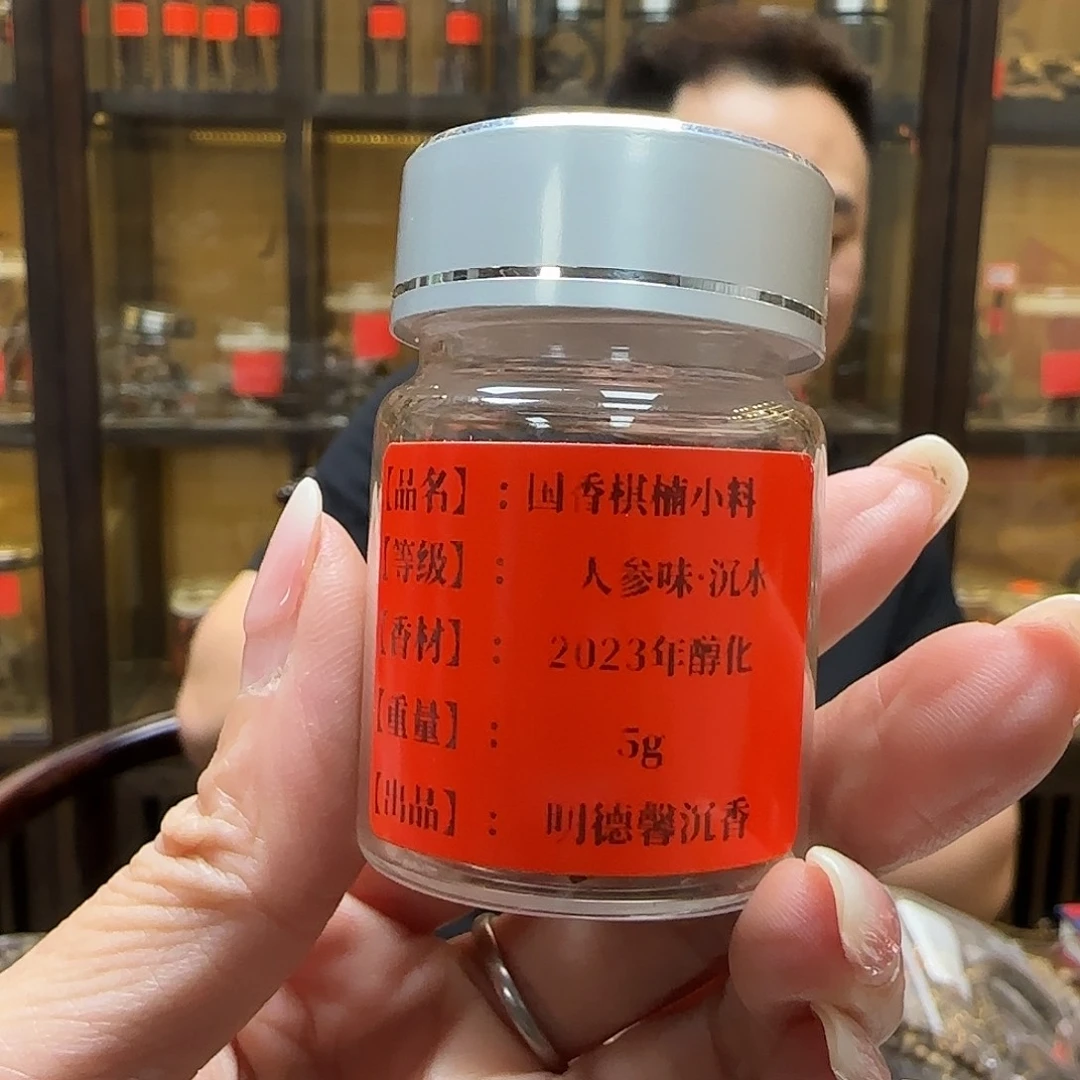 【品名】：国香棋楠小料
【等级】：人参味·沉水
【香材】：2023年醇化
【重量】：5g
【出品】：明德馨沉香